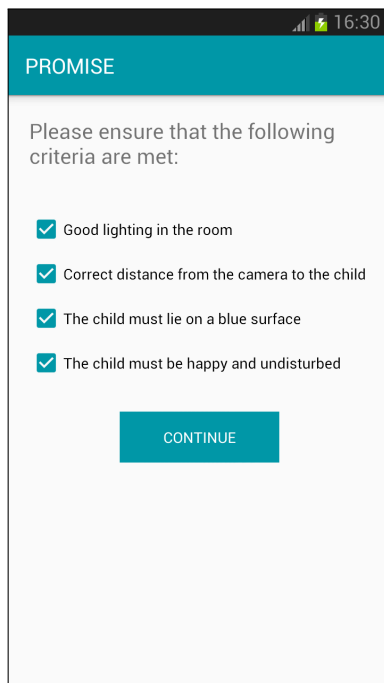 16:30
PROMISE
Please ensure that the following
criteria are met:
Good lighting in the room
Correct distance from the camera to the child
The child must lie on a blue surface
The child must be happy and undisturbed
CONTINUE